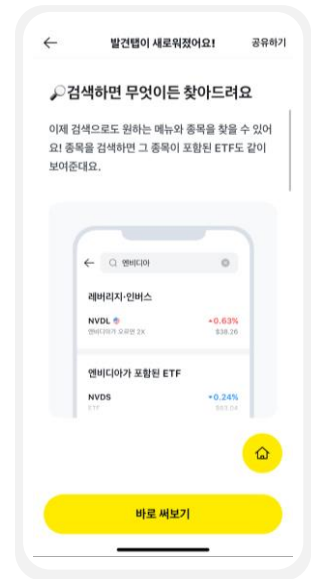 발견탭이 새로워졌어요!
공유하기
🔎검색하면 무엇이든 찾아드려요
이제 검색으로도 원하는 메뉴와 종목을 찾을 수 있어
요! 종목을 검색하면 그 종목이 포함된 ETF도 같이
보여준대요.
엔비디아
레버리지·인버스
NVDL
+0.63%
엔비디아가 오르면 2X
$38.26
엔비디아가 포함된 ETF
NVDS
+0.24%
ETF
바로 써보기